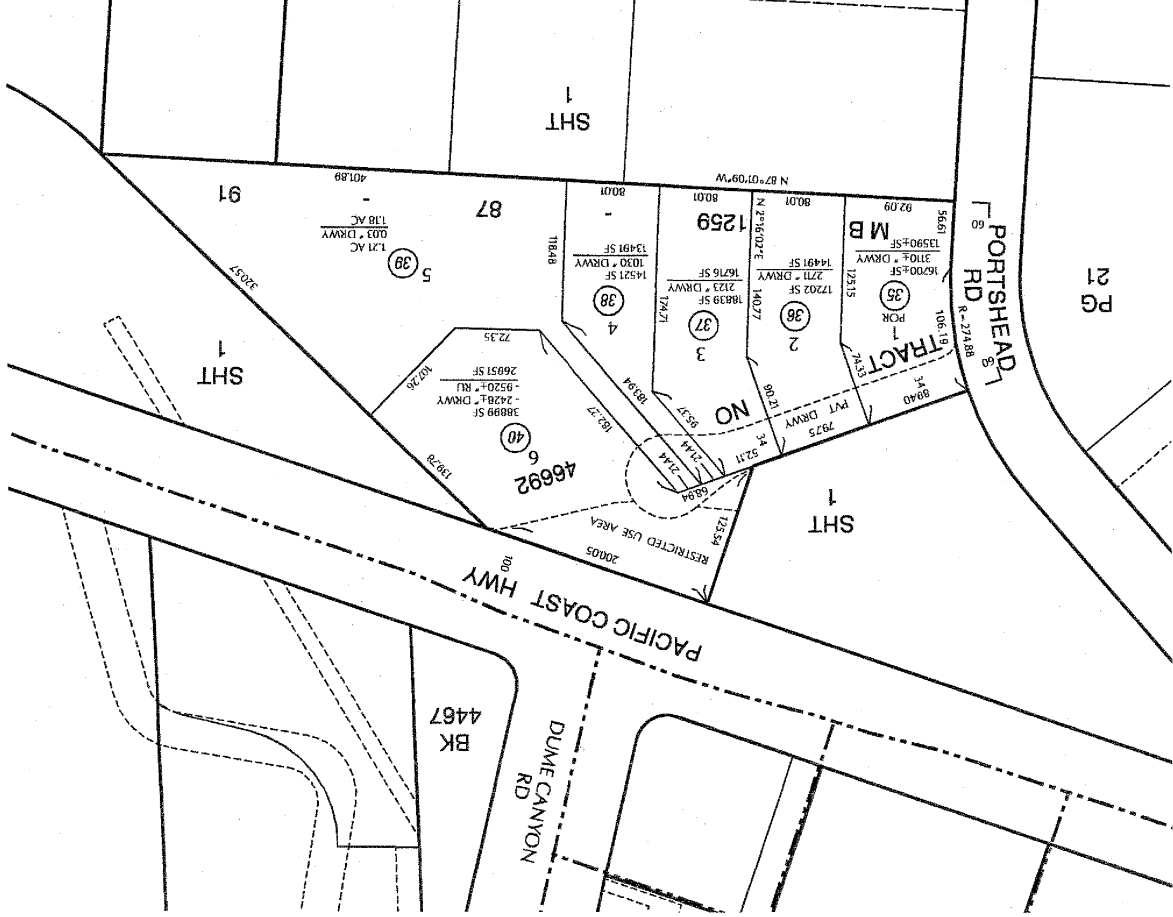 DUME CANYON
RD
BK
4467
PACIFIC COAST HWY
100
200.05
RESTRICTED USE AREA
125.54
SHT
1
139.78
68.94
52.11
34
79.75
PVT DRWY
89.40
34
TRACT
NO
46692
6
40
38899 SF
- 2428± " DRWY
- 9520± " RU
26951 SF
107.26
72.35
182.77
183.94
21.44
21.44
95.37
90.21
74.33
106.19
PORTSHEAD
RD
R=274.88
60
60
56.61
PG
21
SHT
1
320.57
1
POR
35
16700±SF
3110± " DRWY
13590±SF
125.15
2
36
17202 SF
2711 " DRWY
14491 SF
140.77
N 2°16'02"E
3
37
18839 SF
2123 " DRWY
16716 SF
174.71
4
38
14521 SF
1030 " DRWY
13491 SF
118.48
5
39
1.21 AC
0.03 " DRWY
1.18 AC
M B
1259
-
87
-
91
92.09
80.01
80.01
80.01
401.89
N 87°01'09"W
SHT
1